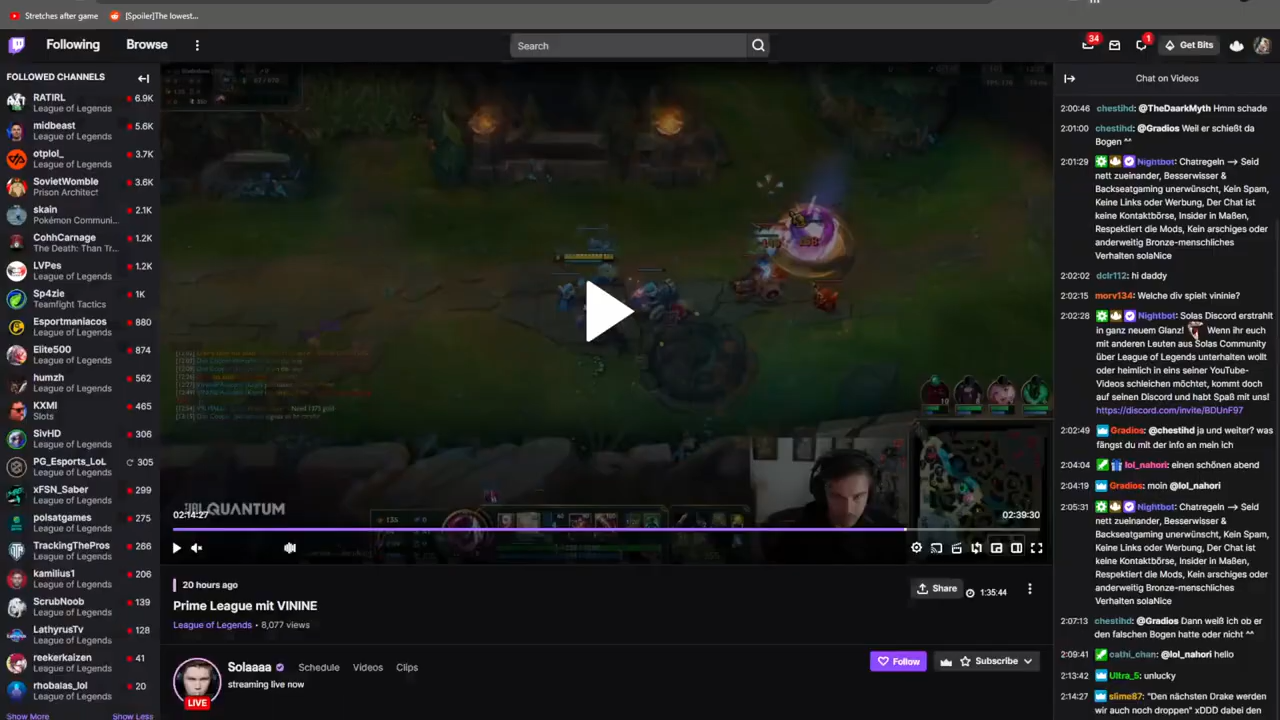 Stretches after game
[Spoiler]The lowest...
Following
Browse
Search
34
1
Get Bits
FOLLOWED CHANNELS
RATIRL
6.9K
League of Legends
midbeast
5.6K
League of Legends
otplol_
3.7K
League of Legends
SovietWomble
3.6K
Prison Architect
skain
2.1K
Pokémon Communi...
CohhCarnage
1.2K
The Death: Than Tr...
LVPes
1.2K
League of Legends
Sp4zie
1K
Teamfight Tactics
Esportmaniacos
880
League of Legends
Elite500
874
League of Legends
humzh
562
League of Legends
KXMI
465
Slots
SivHD
306
League of Legends
PG_Esports_LoL
305
League of Legends
xFSN_Saber
299
League of Legends
polsatgames
275
League of Legends
TrackingThePros
266
League of Legends
kamilius1
206
League of Legends
ScrubNoob
139
League of Legends
LathyrusTv
128
League of Legends
reekerkaizen
41
League of Legends
rhobalas_lol
20
League of Legends
Show More
Show Less
QUANTUM
02:14:27
02:39:30
20 hours ago
Share
1:35:44
Prime League mit VININE
League of Legends • 8,077 views
Solaaaa
Schedule
Videos
Clips
Follow
Subscribe
streaming live now
LIVE
Chat on Videos
2:00:46 chestihd: @TheDaarkMyth Hmm schade
2:01:00 chestihd: @Gradios Weil er schießt da
Bogen ^^
2:01:29 Nightbot: Chatregeln --> Seid
nett zueinander, Besserwisser &
Backseatgaming unerwünscht, Kein Spam,
Keine Links oder Werbung, Der Chat ist
keine Kontaktbörse, Insider in Maßen,
Respektiert die Mods, Kein arschiges oder
anderweitig Bronze-menschliches
Verhalten solaNice
2:02:02 dclr112: hi daddy
2:02:15 morv134: Welche div spielt vininie?
2:02:28 Nightbot: Solas Discord erstrahlt
in ganz neuem Glanz! Wenn ihr euch
mit anderen Leuten aus Solas Community
über League of Legends unterhalten wollt
oder heimlich in eins seiner YouTube-
Videos schleichen möchtet, kommt doch
auf seinen Discord und habt Spaß mit uns!
https://discord.com/invite/BDUnF97
2:02:49 Gradios: @chestihd ja und weiter? was
fängst du mit der info an mein ich
2:04:04 lol_nahori: einen schönen abend
2:04:19 Gradios: moin @lol_nahori
2:05:31 Nightbot: Chatregeln --> Seid
nett zueinander, Besserwisser &
Backseatgaming unerwünscht, Kein Spam,
Keine Links oder Werbung, Der Chat ist
keine Kontaktbörse, Insider in Maßen,
Respektiert die Mods, Kein arschiges oder
anderweitig Bronze-menschliches
Verhalten solaNice
2:07:13 chestihd: @Gradios Dann weiß ich ob er
den falschen Bogen hatte oder nicht ^^
2:09:41 cathi_chan: @lol_nahori hello
2:13:42 Ultra_5: unlucky
2:14:27 slime87: "Den nächsten Drake werden
wir auch noch droppen" xDDD dabei den